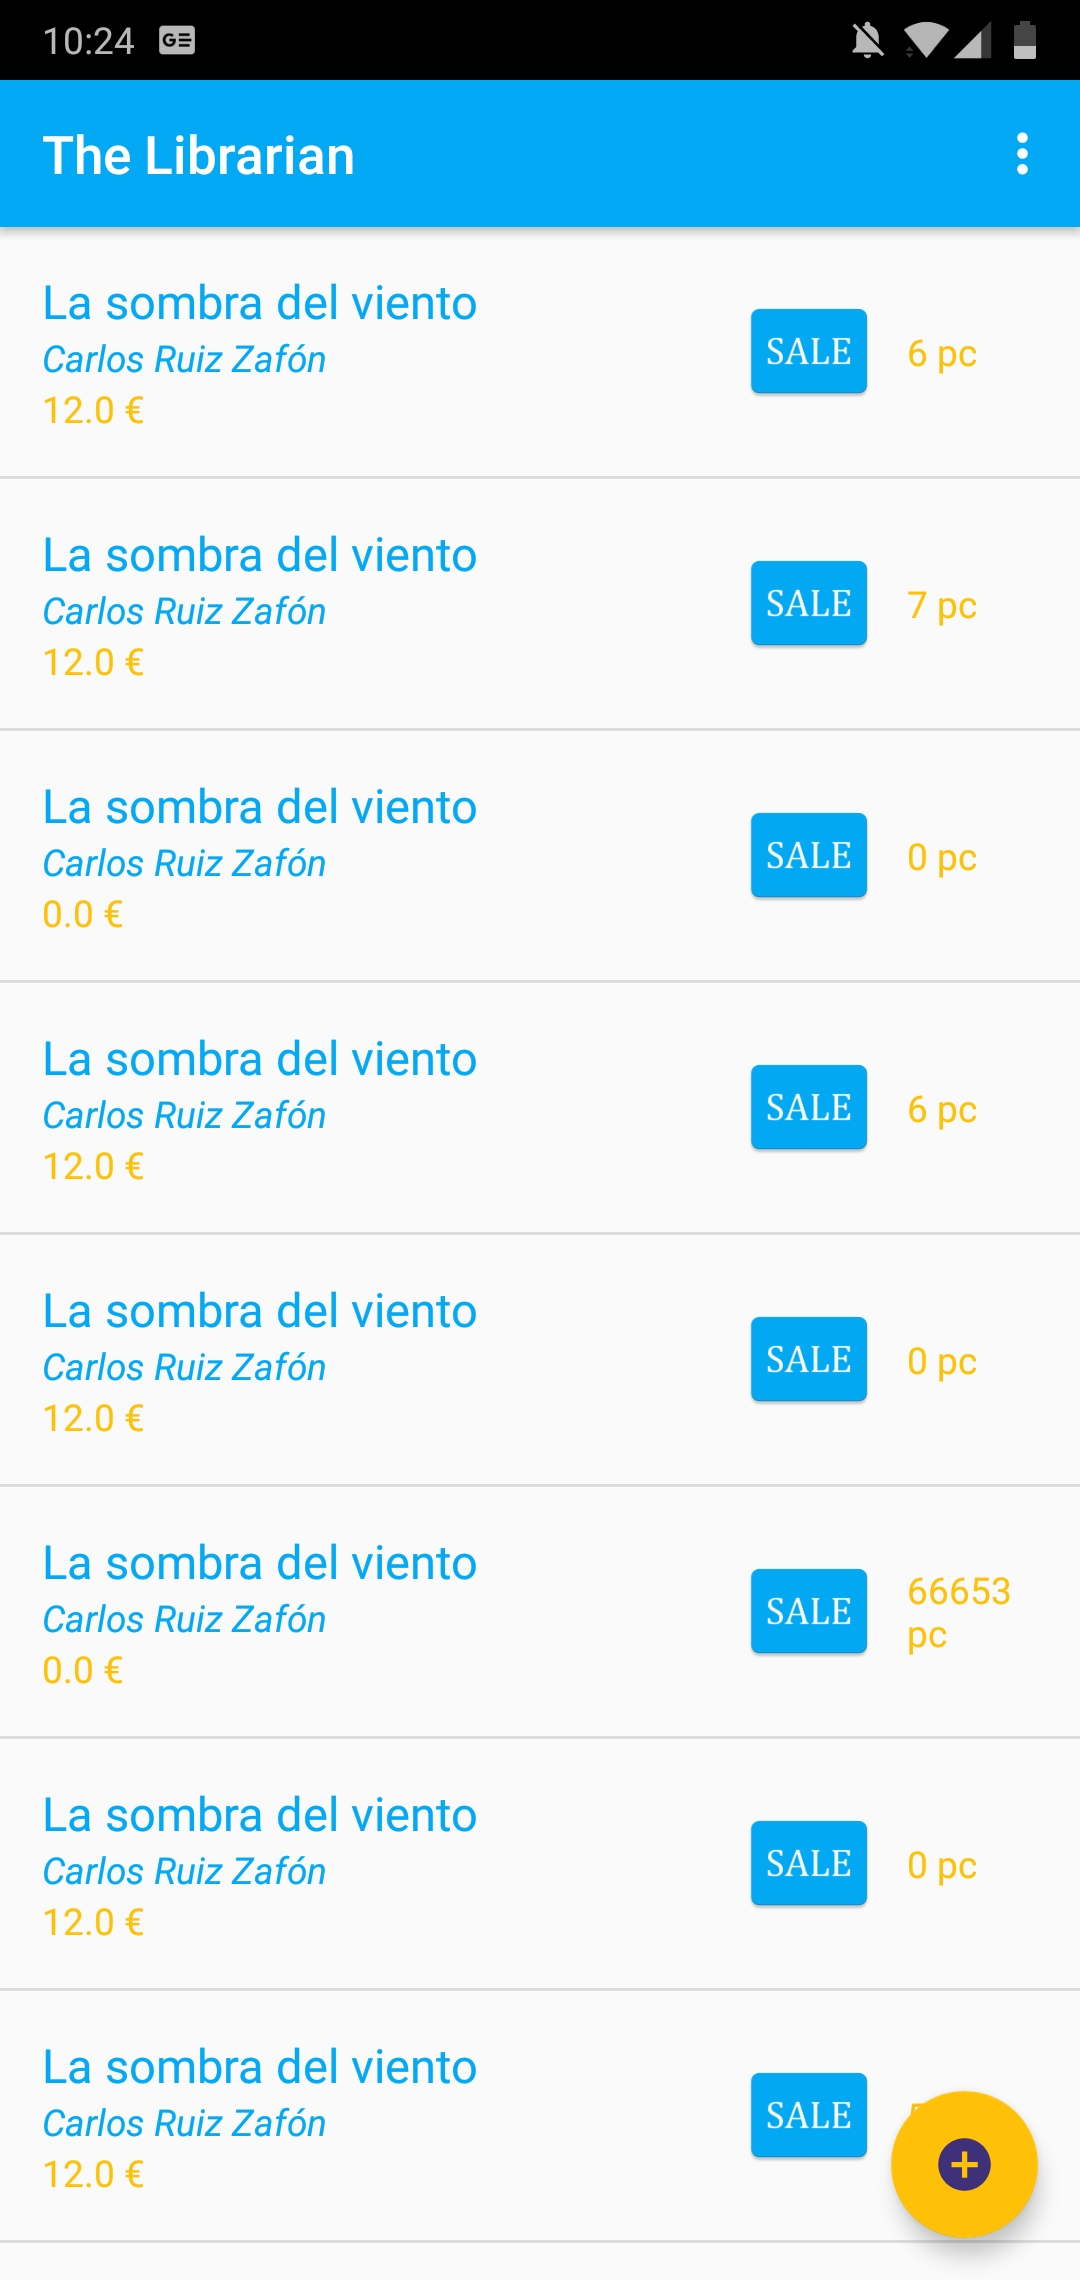 10:24
The Librarian
La sombra del viento
Carlos Ruiz Zafón
12.0 €
SALE
6 pc
La sombra del viento
Carlos Ruiz Zafón
12.0 €
SALE
7 pc
La sombra del viento
Carlos Ruiz Zafón
0.0 €
SALE
0 pc
La sombra del viento
Carlos Ruiz Zafón
12.0 €
SALE
6 pc
La sombra del viento
Carlos Ruiz Zafón
12.0 €
SALE
0 pc
La sombra del viento
Carlos Ruiz Zafón
0.0 €
SALE
66653
pc
La sombra del viento
Carlos Ruiz Zafón
12.0 €
SALE
0 pc
La sombra del viento
Carlos Ruiz Zafón
12.0 €
SALE